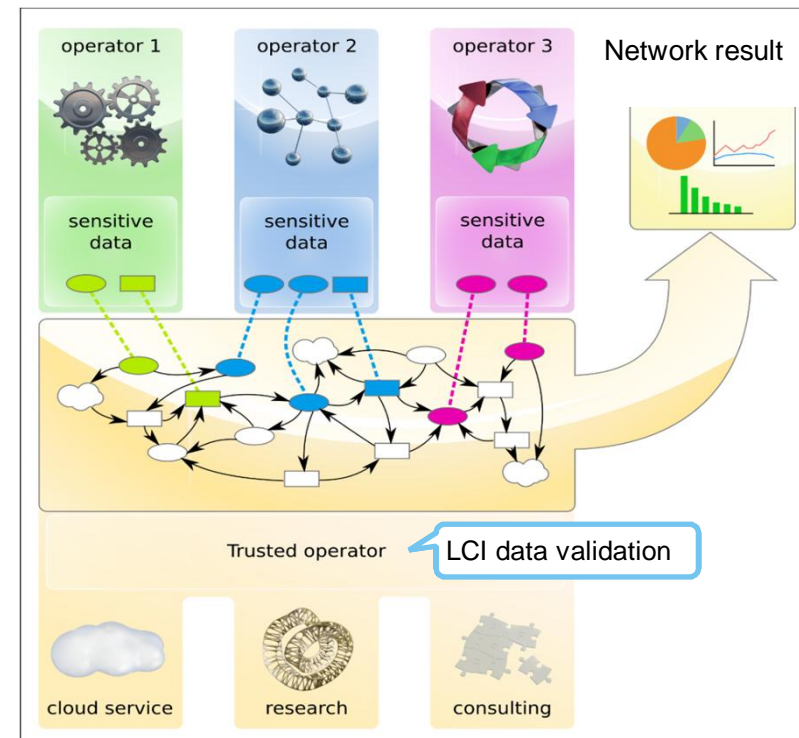 operator 1
operator 2
operator 3
Network result
sensitive
data
sensitive
data
sensitive
data
Trusted operator
LCI data validation
cloud service
research
consulting